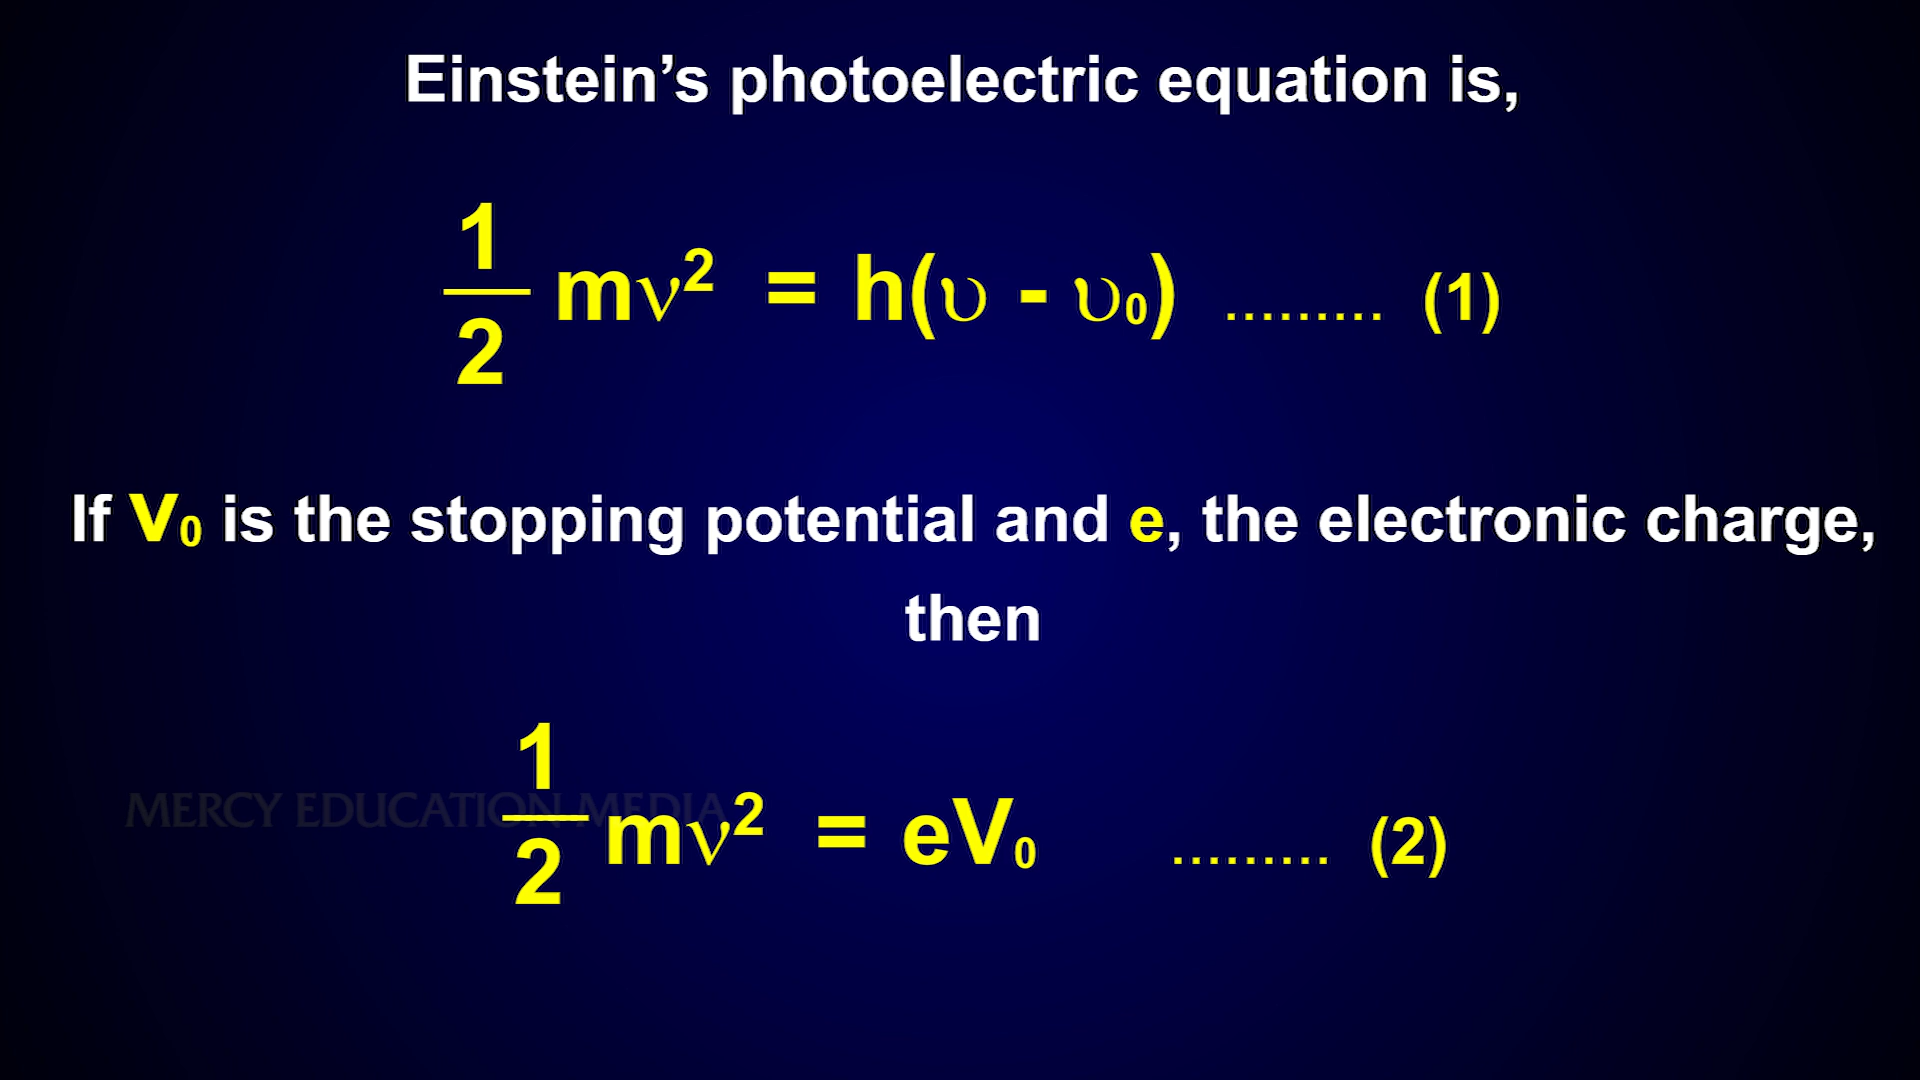 Einstein’s photoelectric equation is,
1/2 mν² = h(υ - υ₀) ......... (1)
If V₀ is the stopping potential and e, the electronic charge,
then
1/2 mν² = eV₀ ......... (2)
MERCY EDUCATION MEDIA